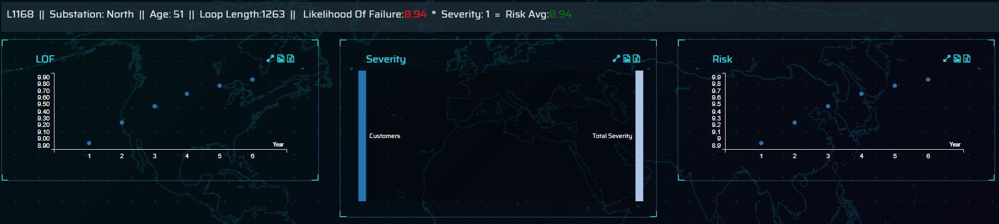 L1168 || Substation: North || Age: 51 || Loop Length:1263 || Likelihood Of Failure:8.94 * Severity: 1 = Risk Avg:8.94
LOF
9.90
9.80
9.70
9.60
9.50
9.40
9.30
9.20
9.10
9.00
8.90
Year
1 2 3 4 5 6
Severity
Customers
Total Severity
Risk
9.9
9.8
9.7
9.6
9.5
9.4
9.3
9.2
9.1
9
8.9
Year
1 2 3 4 5 6